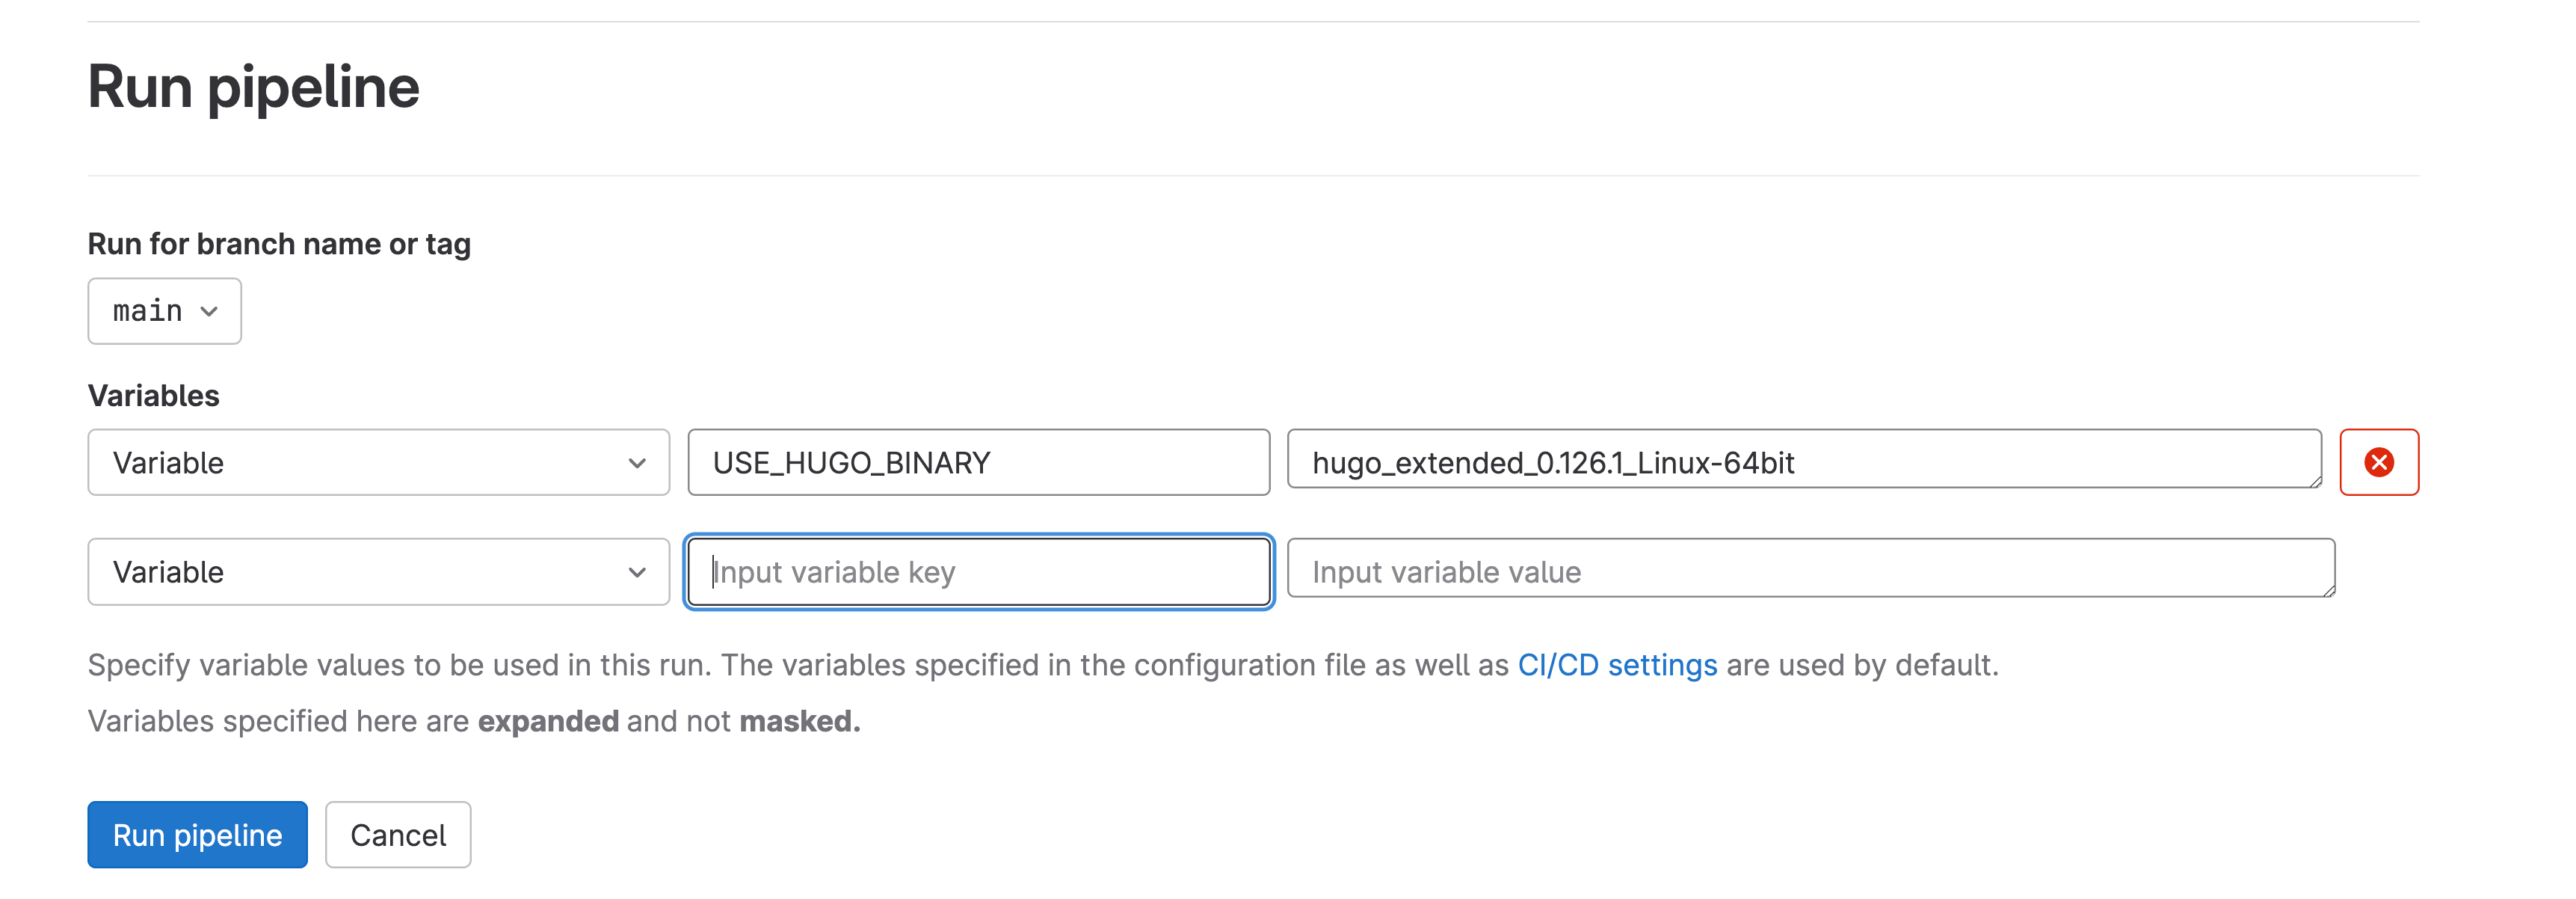 Run pipeline
Run for branch name or tag
main
Variables
Variable USE_HUGO_BINARY hugo_extended_0.126.1_Linux-64bit
Variable Input variable key Input variable value
Specify variable values to be used in this run. The variables specified in the configuration file as well as CI/CD settings are used by default.
Variables specified here are expanded and not masked.
Run pipeline Cancel